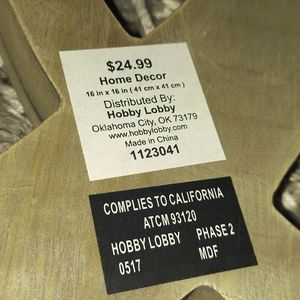 $24.99
Home Decor
16 in x 16 in ( 41 cm x 41 cm )
Distributed By:
Hobby Lobby
Oklahoma City, OK 73179
www.hobbylobby.com
Made in China
1123041
COMPLIES TO CALIFORNIA
ATCM 93120
HOBBY LOBBY PHASE 2
0517 MDF